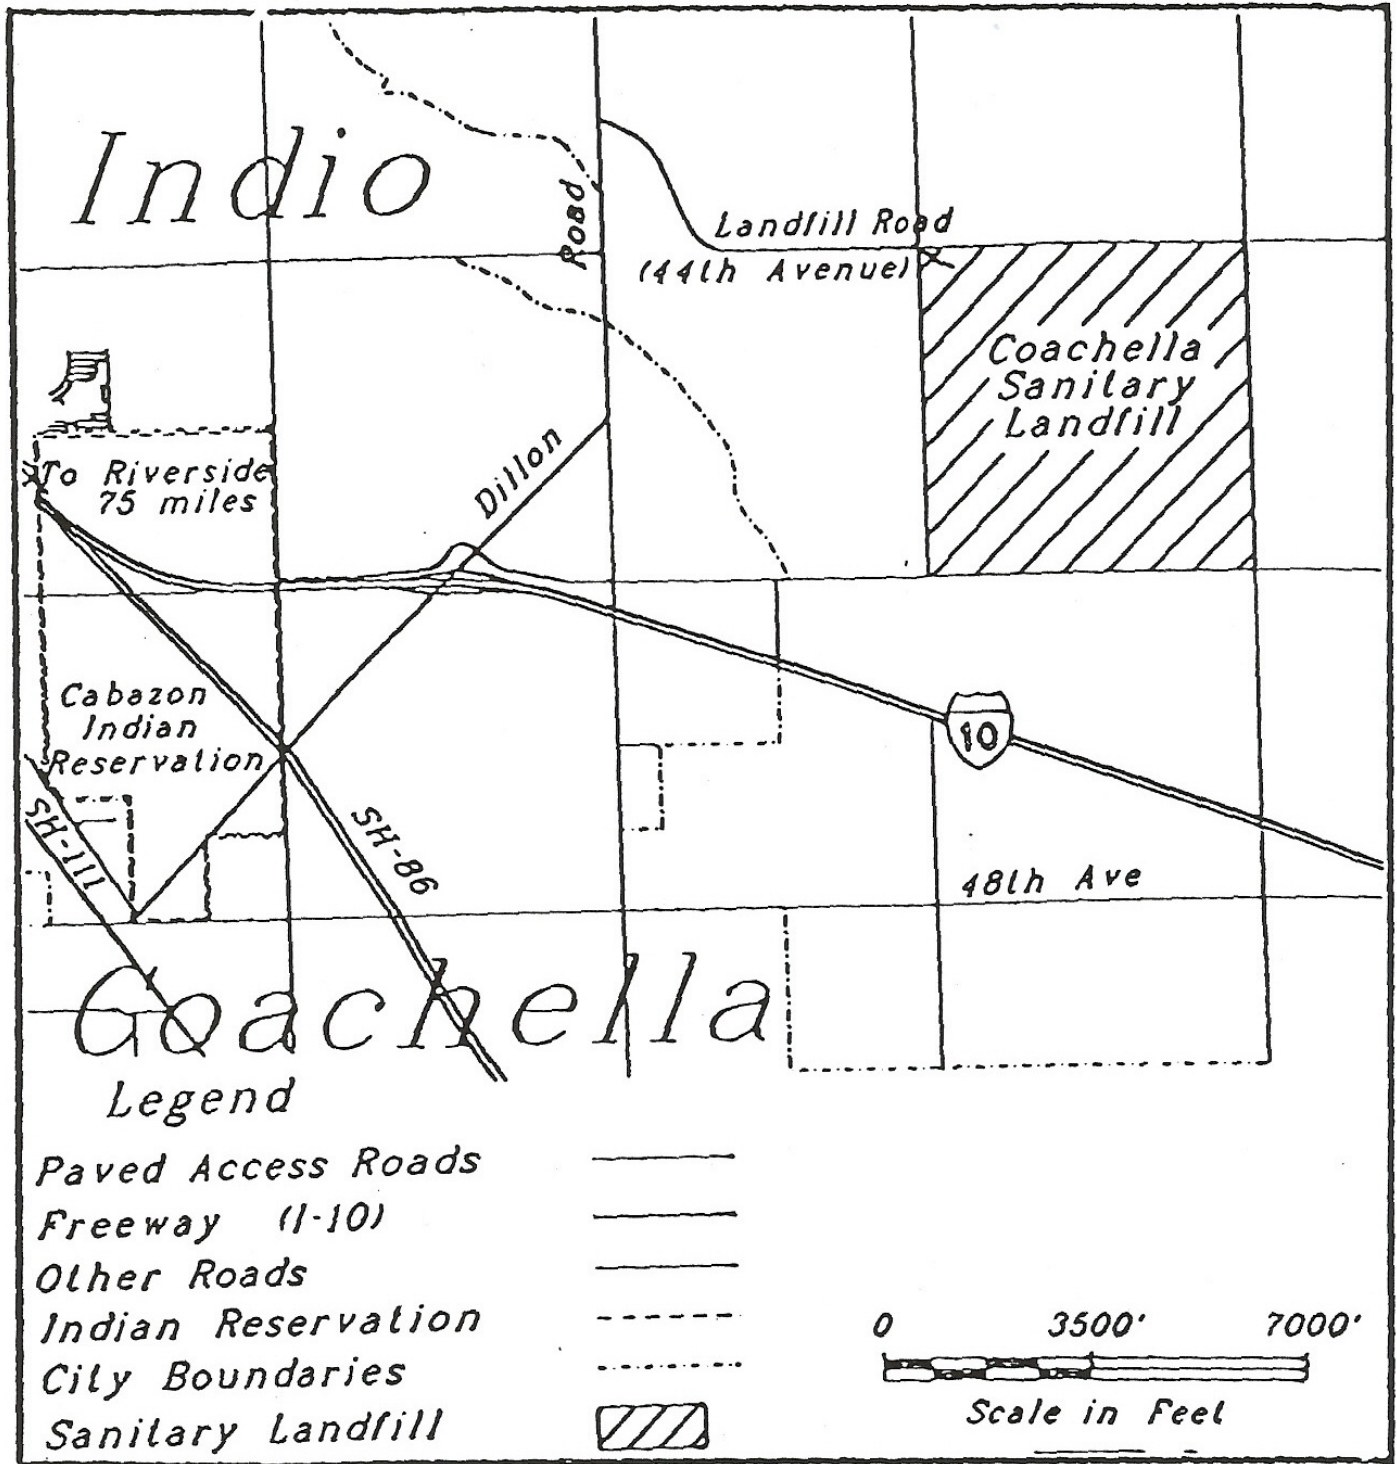 Indio
Road
Landfill Road
(44th Avenue)
Coachella
Sanitary
Landfill
To Riverside
75 miles
Dillon
Cabazon
Indian
Reservation
10
SH-111
SH-86
48th Ave
Coachella
Legend
Paved Access Roads
Freeway (I-10)
Other Roads
Indian Reservation
City Boundaries
Sanitary Landfill
0 3500' 7000'
Scale in Feet